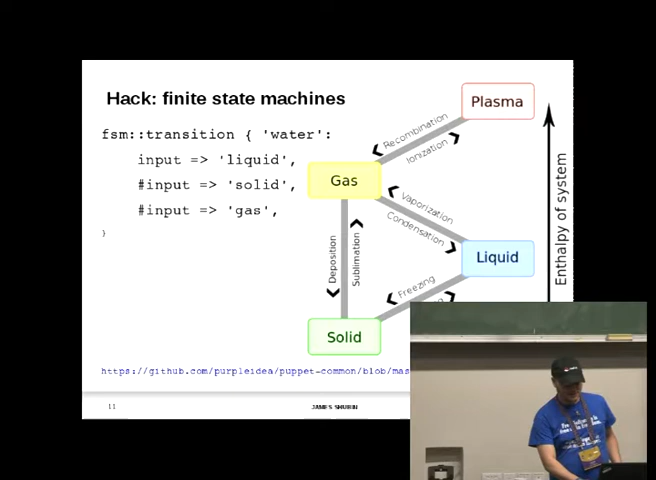 Hack: finite state machines
fsm::transition { 'water':
input => 'liquid',
#input => 'solid',
#input => 'gas',
}
Plasma
Recombination
Ionization
Gas
Vaporization
Condensation
Deposition
Sublimation
Liquid
Freezing
Solid
Enthalpy of system
https://github.com/purpleidea/puppet-common/blob/mas
11
JAMES SHUBIN